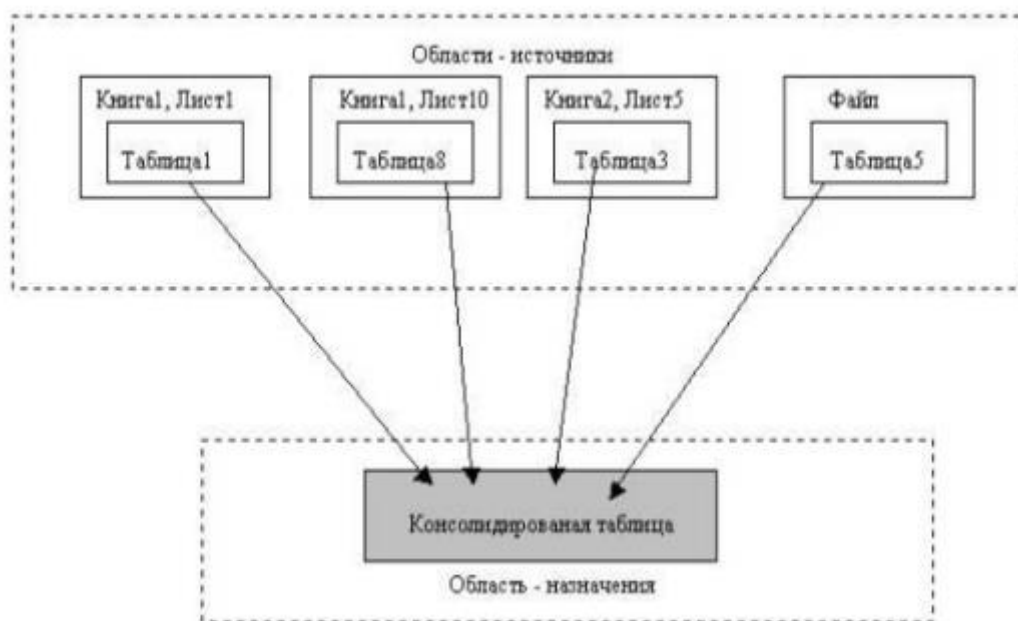 Области - источники
Книга1, Лист1
Книга1, Лист10
Книга2, Лист5
Файл
Таблица1
Таблица8
Таблица3
Таблица5
Консолидированая таблица
Область - назначения